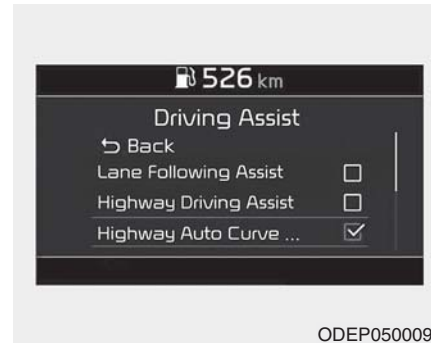 526 km
Driving Assist
Back
Lane Following Assist
Highway Driving Assist
Highway Auto Curve ...
ODEP050009